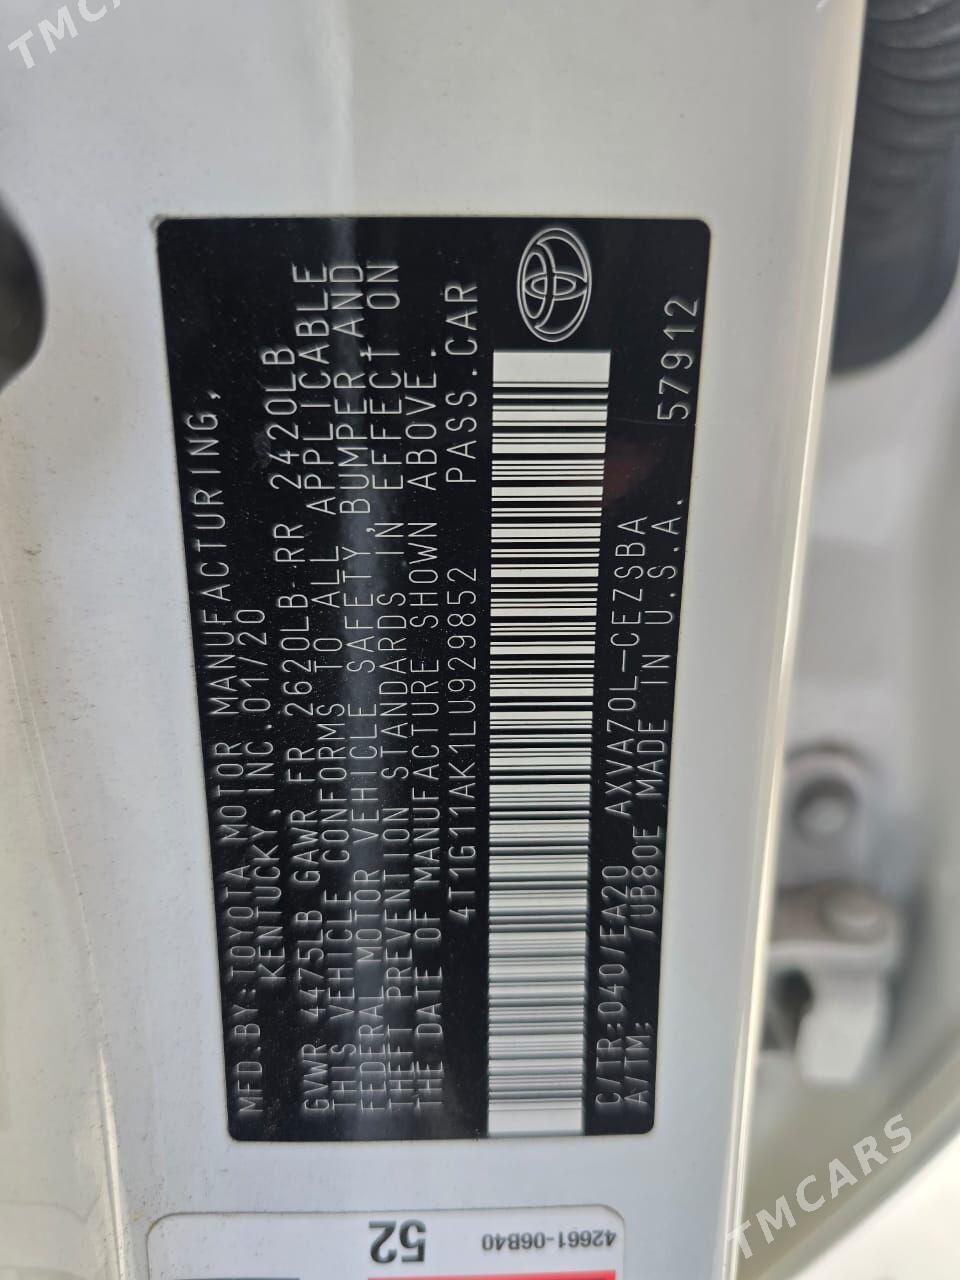 MFD.BY:TOYOTA MOTOR MANUFACTURING,
KENTUCKY,INC.01/20
GVWR 4475LB GAWR FR 2620LB-RR 2420LB
THIS VEHICLE CONFORMS TO ALL APPLICABLE
FEDERAL MOTOR VEHICLE SAFETY,BUMPER AND
THEFT PREVENTION STANDARDS IN EFFECT ON
THE DATE OF MANUFACTURE SHOWN ABOVE.
4T1G11AK1LU929852 PASS.CAR
C/TR:040/EA20 AXVA70L-CEZSBA 57912
A/TM: /UB80E MADE IN U.S.A.
52
42661-06B40
TMCARS
TMCARS